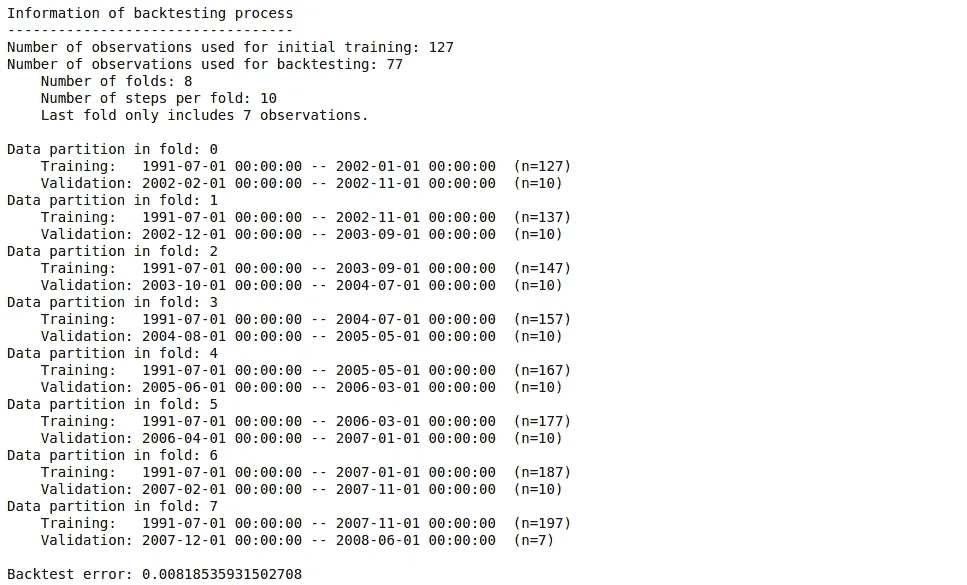 Information of backtesting process
----------------------------------
Number of observations used for initial training: 127
Number of observations used for backtesting: 77
    Number of folds: 8
    Number of steps per fold: 10
    Last fold only includes 7 observations.

Data partition in fold: 0
    Training:   1991-07-01 00:00:00 -- 2002-01-01 00:00:00  (n=127)
    Validation: 2002-02-01 00:00:00 -- 2002-11-01 00:00:00  (n=10)
Data partition in fold: 1
    Training:   1991-07-01 00:00:00 -- 2002-11-01 00:00:00  (n=137)
    Validation: 2002-12-01 00:00:00 -- 2003-09-01 00:00:00  (n=10)
Data partition in fold: 2
    Training:   1991-07-01 00:00:00 -- 2003-09-01 00:00:00  (n=147)
    Validation: 2003-10-01 00:00:00 -- 2004-07-01 00:00:00  (n=10)
Data partition in fold: 3
    Training:   1991-07-01 00:00:00 -- 2004-07-01 00:00:00  (n=157)
    Validation: 2004-08-01 00:00:00 -- 2005-05-01 00:00:00  (n=10)
Data partition in fold: 4
    Training:   1991-07-01 00:00:00 -- 2005-05-01 00:00:00  (n=167)
    Validation: 2005-06-01 00:00:00 -- 2006-03-01 00:00:00  (n=10)
Data partition in fold: 5
    Training:   1991-07-01 00:00:00 -- 2006-03-01 00:00:00  (n=177)
    Validation: 2006-04-01 00:00:00 -- 2007-01-01 00:00:00  (n=10)
Data partition in fold: 6
    Training:   1991-07-01 00:00:00 -- 2007-01-01 00:00:00  (n=187)
    Validation: 2007-02-01 00:00:00 -- 2007-11-01 00:00:00  (n=10)
Data partition in fold: 7
    Training:   1991-07-01 00:00:00 -- 2007-11-01 00:00:00  (n=197)
    Validation: 2007-12-01 00:00:00 -- 2008-06-01 00:00:00  (n=7)

Backtest error: 0.00818535931502708